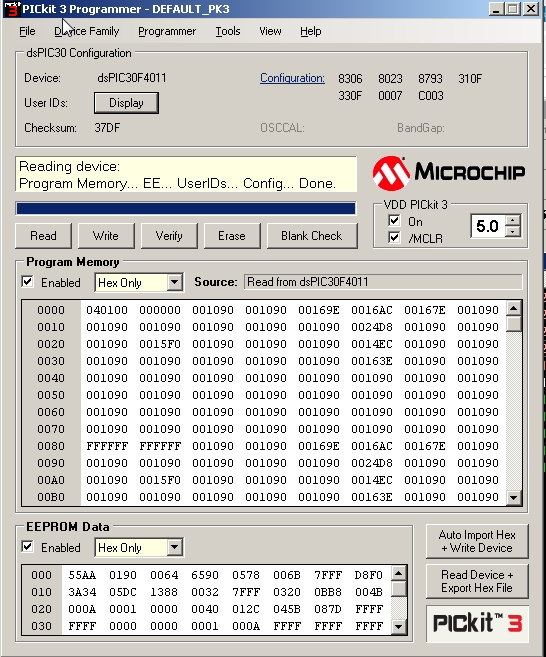 PICkit 3 Programmer - DEFAULT_PK3
File Device Family Programmer Tools View Help
dsPIC30 Configuration
Device: dsPIC30F4011 Configuration: 8306 8023 8793 310F
330F 0007 C003
User IDs: Display
Checksum: 37DF OSCCAL: BandGap:
Reading device:
Program Memory... EE... UserIDs... Config... Done.
MICROCHIP
VDD PICkit 3
On
/MCLR
5.0
Read Write Verify Erase Blank Check
Program Memory
Enabled Hex Only Source: Read from dsPIC30F4011
0000 040100 000000 001090 001090 00169E 0016AC 00167E 001090
0010 001090 001090 001090 001090 001090 0024D8 001090 001090
0020 001090 0015F0 001090 001090 001090 0014EC 001090 001090
0030 001090 001090 001090 001090 001090 00163E 001090 001090
0040 001090 001090 001090 001090 001090 001090 001090 001090
0050 001090 001090 001090 001090 001090 001090 001090 001090
0060 001090 001090 001090 001090 001090 001090 001090 001090
0070 001090 001090 001090 001090 001090 001090 001090 001090
0080 FFFFFF FFFFFF 001090 001090 00169E 0016AC 00167E 001090
0090 001090 001090 001090 001090 001090 0024D8 001090 001090
00A0 001090 0015F0 001090 001090 001090 0014EC 001090 001090
00B0 001090 001090 001090 001090 001090 00163E 001090 001090
EEPROM Data
Enabled Hex Only
000 55AA 0190 0064 6590 0578 006B 7FFF D8F0
010 3A34 05DC 1388 0032 7FFF 0320 0BB8 004B
020 000A 0001 0000 0040 012C 045B 087D FFFF
030 FFFF 0000 0000 0001 000A FFFF FFFF FFFF
Auto Import Hex
+ Write Device
Read Device +
Export Hex File
PICkit™ 3